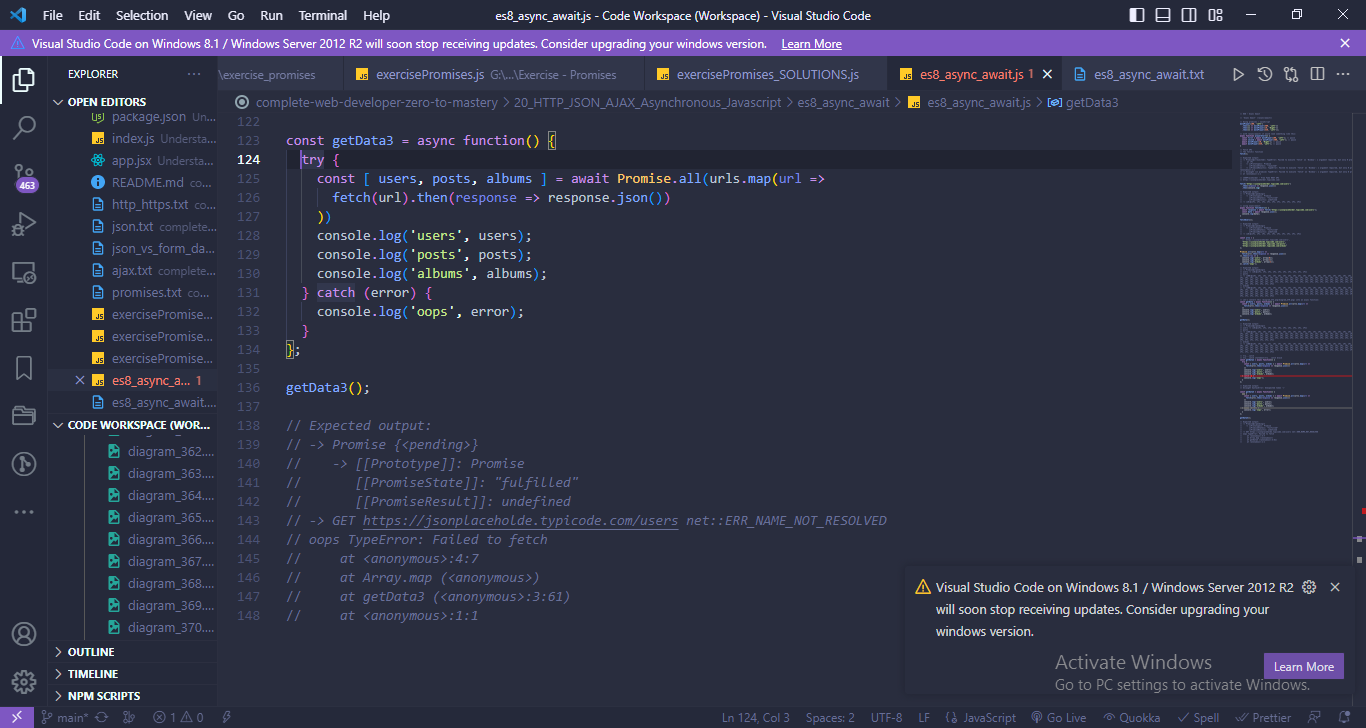 File Edit Selection View Go Run Terminal Help
es8_async_await.js - Code Workspace (Workspace) - Visual Studio Code
Visual Studio Code on Windows 8.1 / Windows Server 2012 R2 will soon stop receiving updates. Consider upgrading your windows version. Learn More
EXPLORER
\exercise_promises
JS exercisePromises.js G:\...\Exercise - Promises
JS exercisePromises_SOLUTIONS.js
JS es8_async_await.js 1
es8_async_await.txt
complete-web-developer-zero-to-mastery > 20_HTTP_JSON_AJAX_Asynchronous_Javascript > es8_async_await > JS es8_async_await.js > getData3
OPEN EDITORS
package.json Un...
JS index.js Understa...
app.jsx Understa...
README.md co...
http_https.txt co...
json.txt complete...
json_vs_form_da...
ajax.txt complete...
promises.txt co...
JS exercisePromise...
JS exercisePromise...
JS exercisePromise...
JS es8_async_a... 1
es8_async_await....
463
CODE WORKSPACE (WOR...
diagram_362....
diagram_363....
diagram_364....
diagram_365....
diagram_366....
diagram_367....
diagram_368....
diagram_369....
diagram_370....
OUTLINE
TIMELINE
NPM SCRIPTS
122
123 const getData3 = async function() {
124 try {
125 const [ users, posts, albums ] = await Promise.all(urls.map(url =>
126 fetch(url).then(response => response.json())
127 ))
128 console.log('users', users);
129 console.log('posts', posts);
130 console.log('albums', albums);
131 } catch (error) {
132 console.log('oops', error);
133 }
134 };
135
136 getData3();
137
138 // Expected output:
139 // -> Promise {<pending>}
140 // -> [[Prototype]]: Promise
141 // [[PromiseState]]: "fulfilled"
142 // [[PromiseResult]]: undefined
143 // -> GET https://jsonplaceholde.typicode.com/users net::ERR_NAME_NOT_RESOLVED
144 // oops TypeError: Failed to fetch
145 // at <anonymous>:4:7
146 // at Array.map (<anonymous>)
147 // at getData3 (<anonymous>:3:61)
148 // at <anonymous>:1:1
Visual Studio Code on Windows 8.1 / Windows Server 2012 R2
will soon stop receiving updates. Consider upgrading your
windows version.
Learn More
Activate Windows
Go to PC settings to activate Windows.
main* 1 0 Ln 124, Col 3 Spaces: 2 UTF-8 LF JavaScript Go Live Quokka Spell Prettier